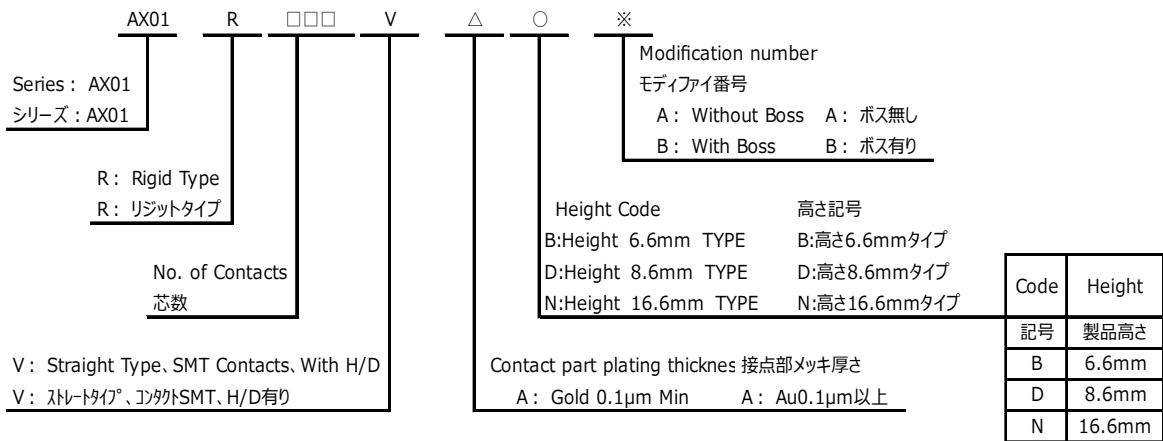 AX01 R □□□ V △ ○ ※
Modification number
モディファイ番号
A : Without Boss A : ボス無し
B : With Boss B : ボス有り
Series : AX01
シリーズ : AX01
R : Rigid Type
R : リジットタイプ
Height Code 高さ記号
B:Height 6.6mm TYPE B:高さ6.6mmタイプ
D:Height 8.6mm TYPE D:高さ8.6mmタイプ
N:Height 16.6mm TYPE N:高さ16.6mmタイプ
No. of Contacts
芯数
Code Height
記号 製品高さ
B 6.6mm
D 8.6mm
N 16.6mm
V : Straight Type、SMT Contacts、With H/D
V : ストレートタイプ、コンタクトSMT、H/D有り
Contact part plating thicknes 接点部メッキ厚さ
A : Gold 0.1μm Min A : Au0.1μm以上